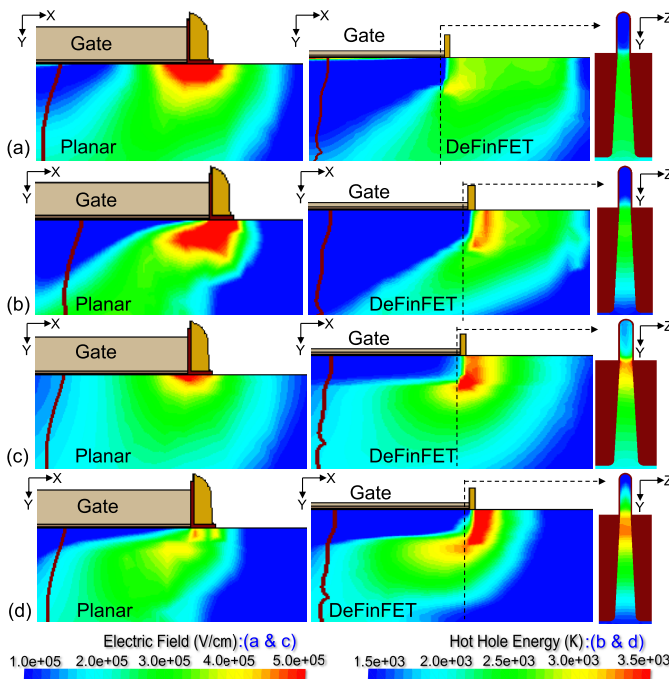 X
Y
Gate
Planar
(a)
X
Y
Gate
DeFinFET
Z
Y
X
Y
Gate
Planar
(b)
X
Y
Gate
DeFinFET
Z
Y
X
Y
Gate
Planar
(c)
X
Y
Gate
DeFinFET
Z
Y
X
Y
Gate
Planar
(d)
X
Y
Gate
DeFinFET
Z
Y
Electric Field (V/cm):(a & c)
1.0e+05 2.0e+05 3.0e+05 4.0e+05 5.0e+05
Hot Hole Energy (K):(b & d)
1.5e+03 2.0e+03 2.5e+03 3.0e+03 3.5e+03